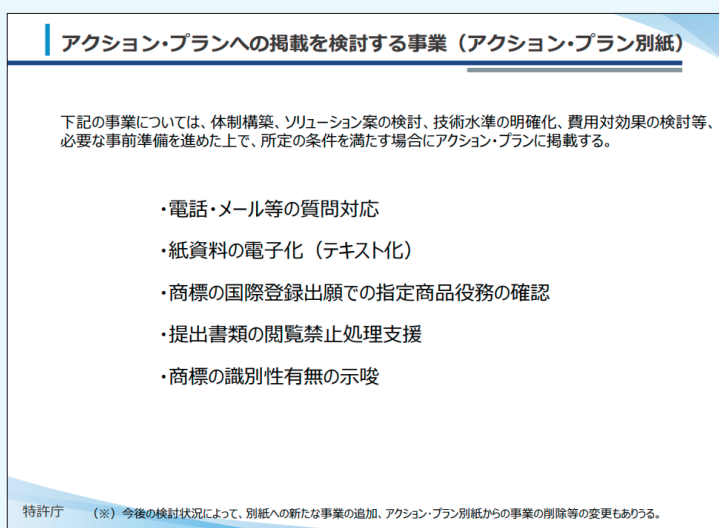 アクション・プランへの掲載を検討する事業（アクション・プラン別紙）
下記の事業については、体制構築、ソリューション案の検討、技術水準の明確化、費用対効果の検討等、
必要な事前準備を進めた上で、所定の条件を満たす場合にアクション・プランに掲載する。
・電話・メール等の質問対応
・紙資料の電子化（テキスト化）
・商標の国際登録出願での指定商品役務の確認
・提出書類の閲覧禁止処理支援
・商標の識別性有無の示唆
特許庁 （※）今後の検討状況によって、別紙への新たな事業の追加、アクション・プラン別紙からの事業の削除等の変更もありうる。